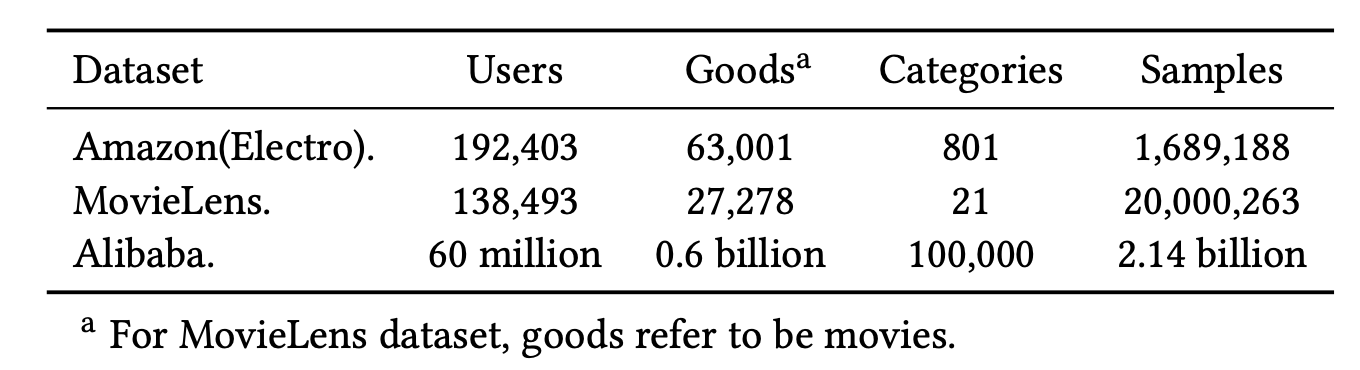 Dataset Users Goodsᵃ Categories Samples
Amazon(Electro). 192,403 63,001 801 1,689,188
MovieLens. 138,493 27,278 21 20,000,263
Alibaba. 60 million 0.6 billion 100,000 2.14 billion
ᵃ For MovieLens dataset, goods refer to be movies.